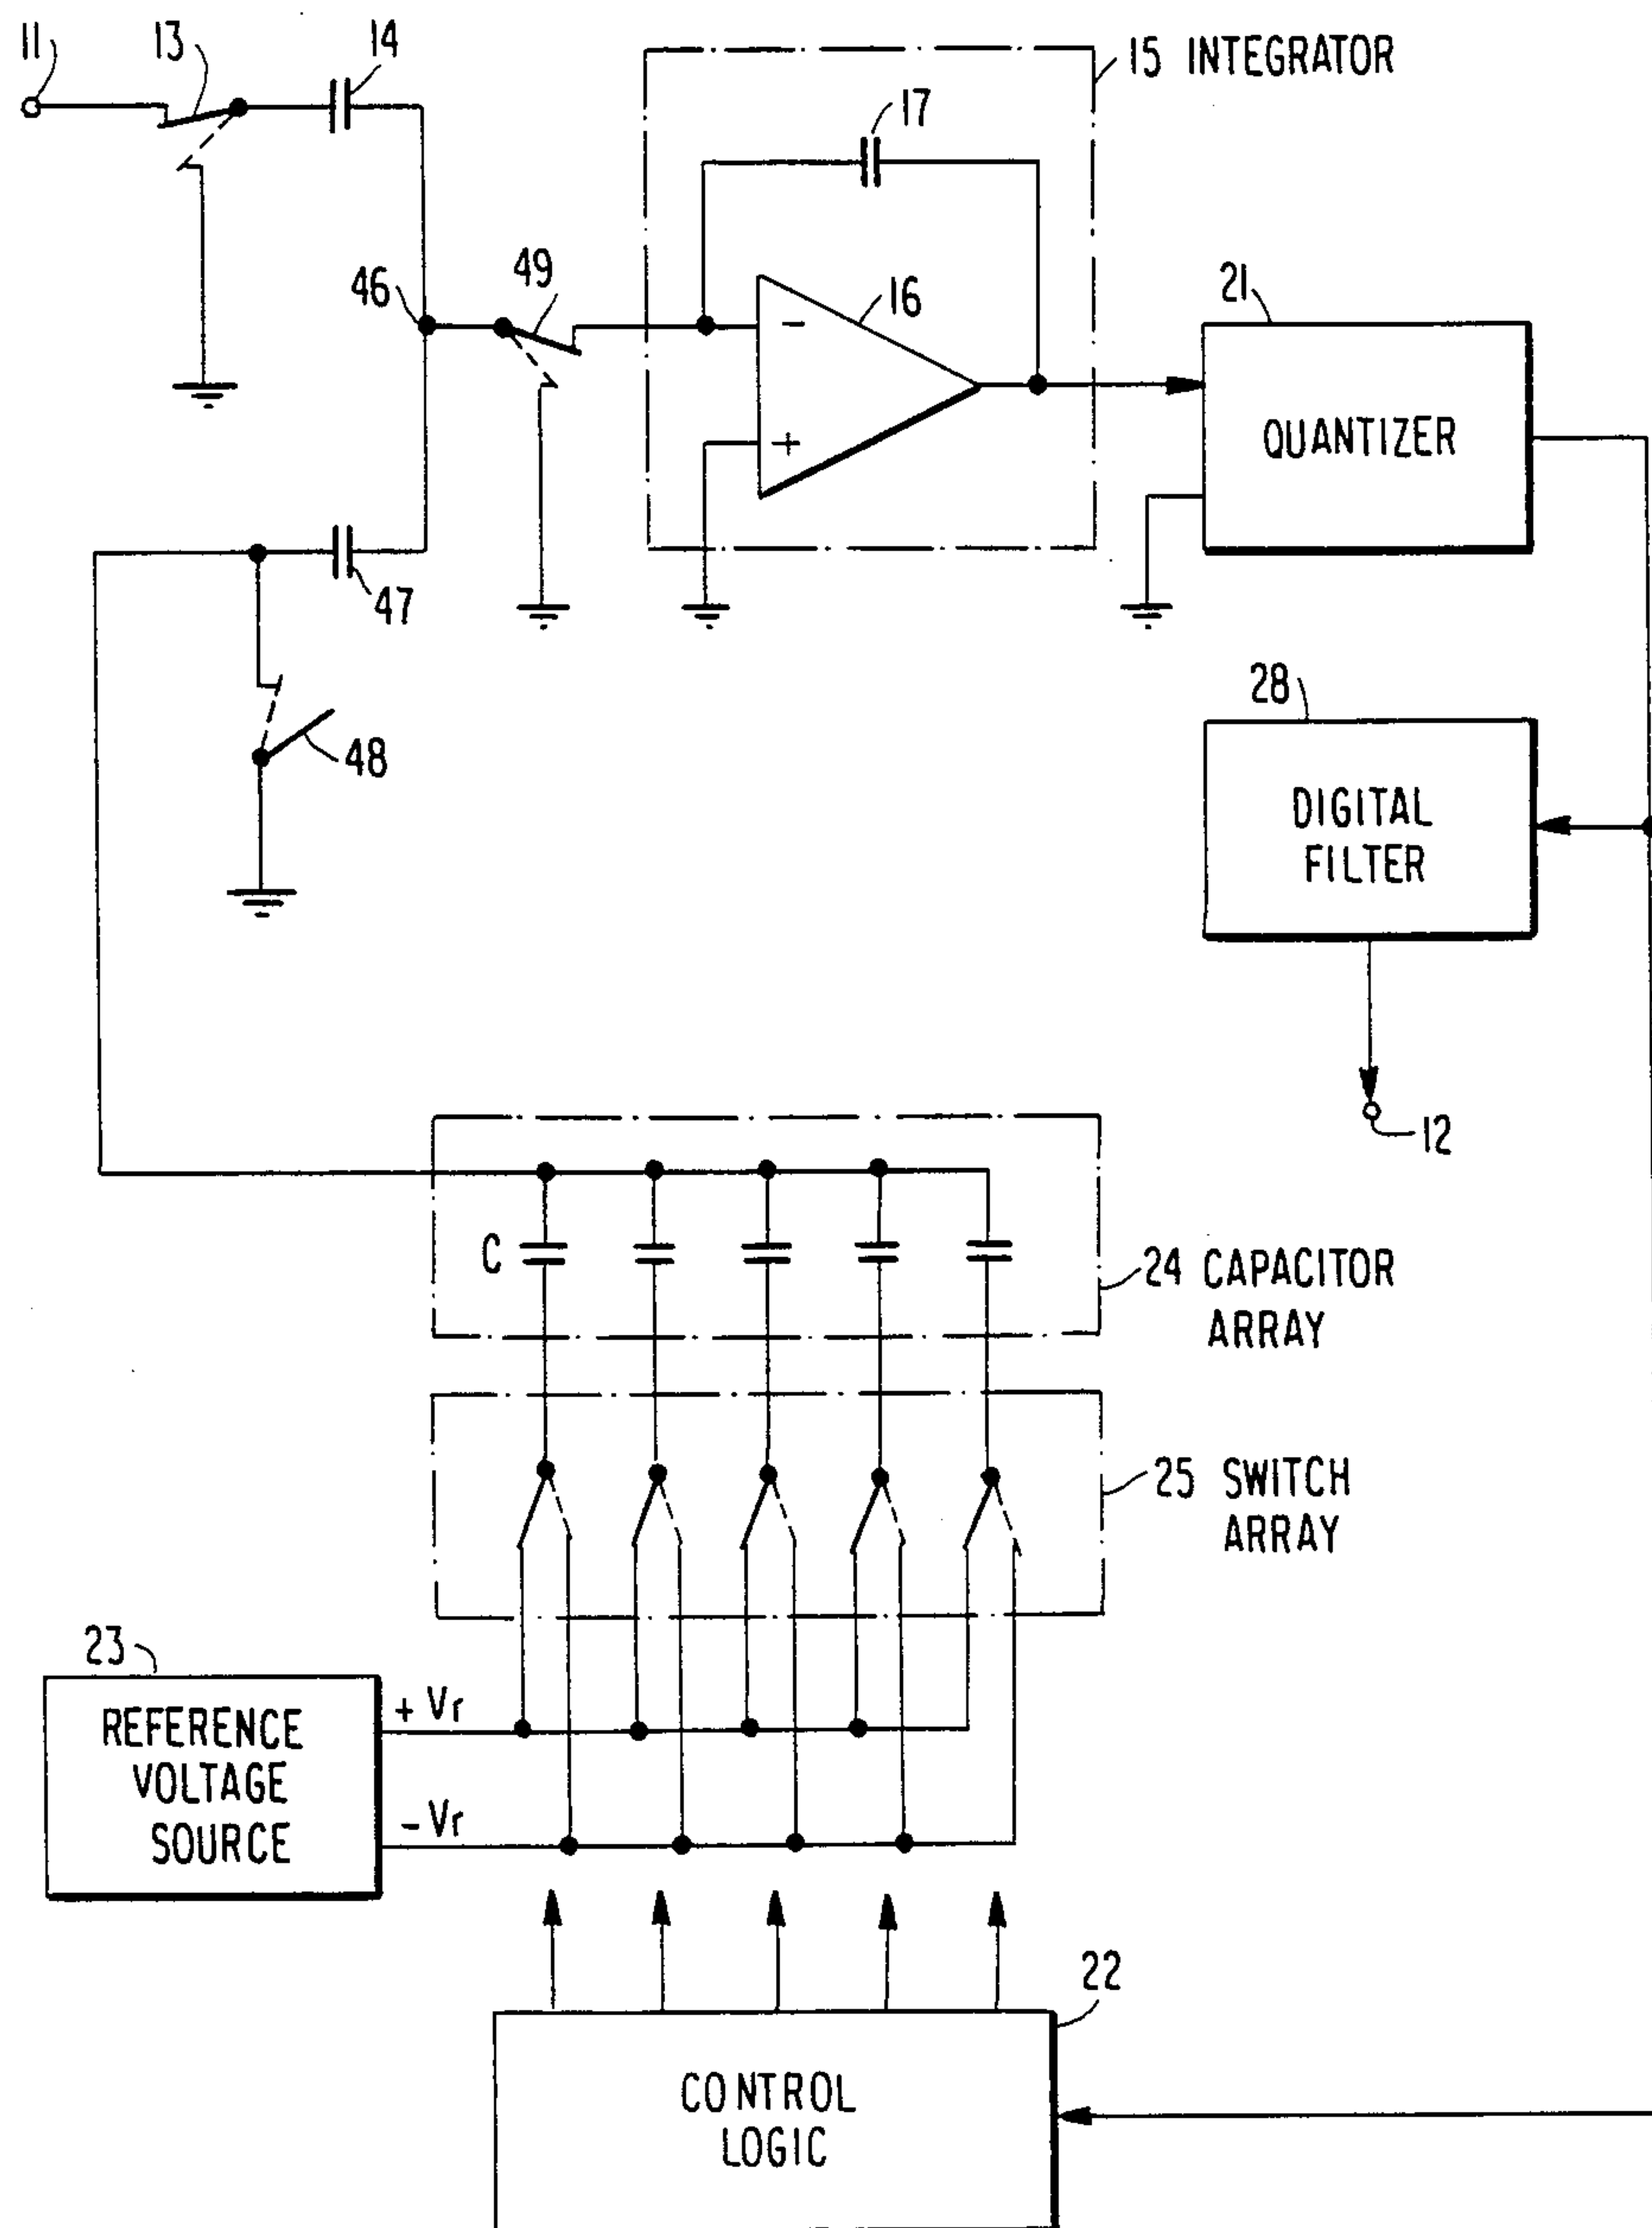 11
13
14
15 INTEGRATOR
17
46
49
16
-
+
21
QUANTIZER
47
48
28
DIGITAL
FILTER
12
C
24 CAPACITOR
ARRAY
25 SWITCH
ARRAY
23
REFERENCE
VOLTAGE
SOURCE
+ Vr
- Vr
22
CONTROL
LOGIC